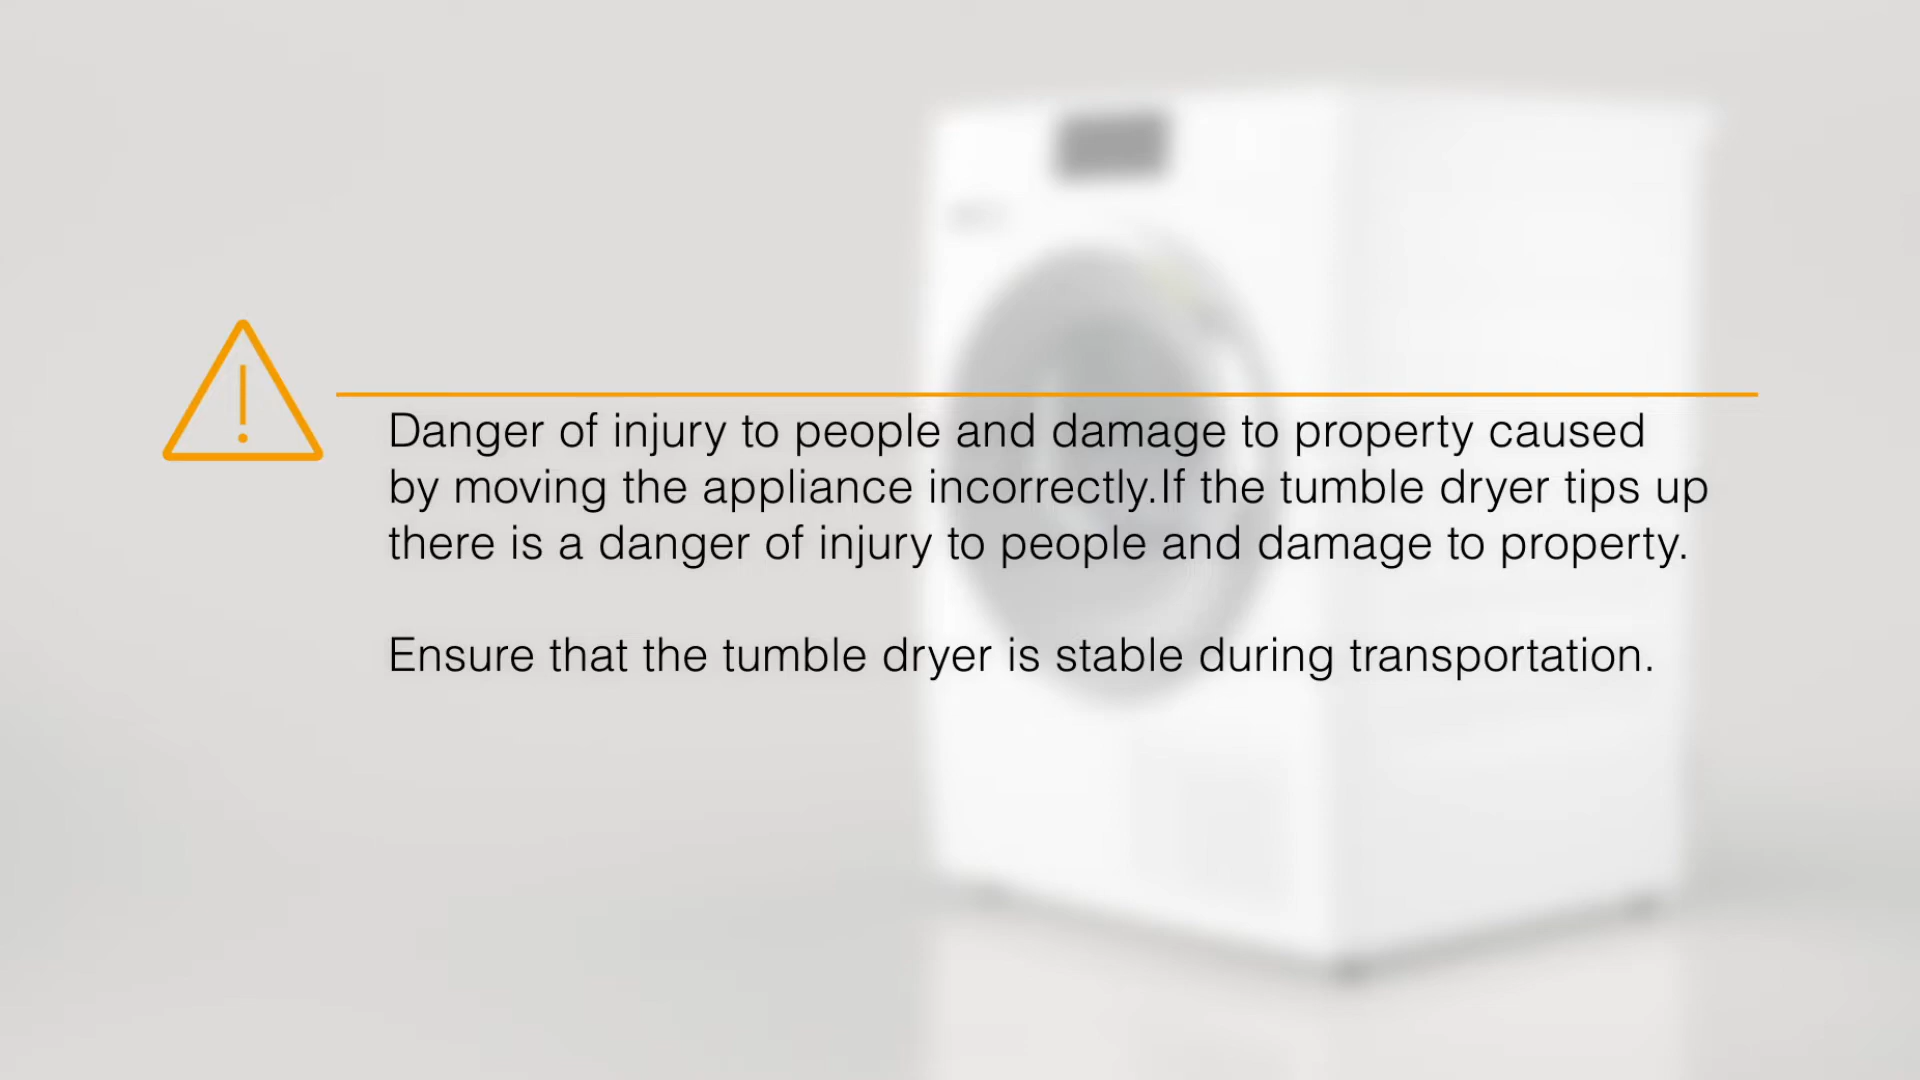 Danger of injury to people and damage to property caused
by moving the appliance incorrectly.If the tumble dryer tips up
there is a danger of injury to people and damage to property.
Ensure that the tumble dryer is stable during transportation.